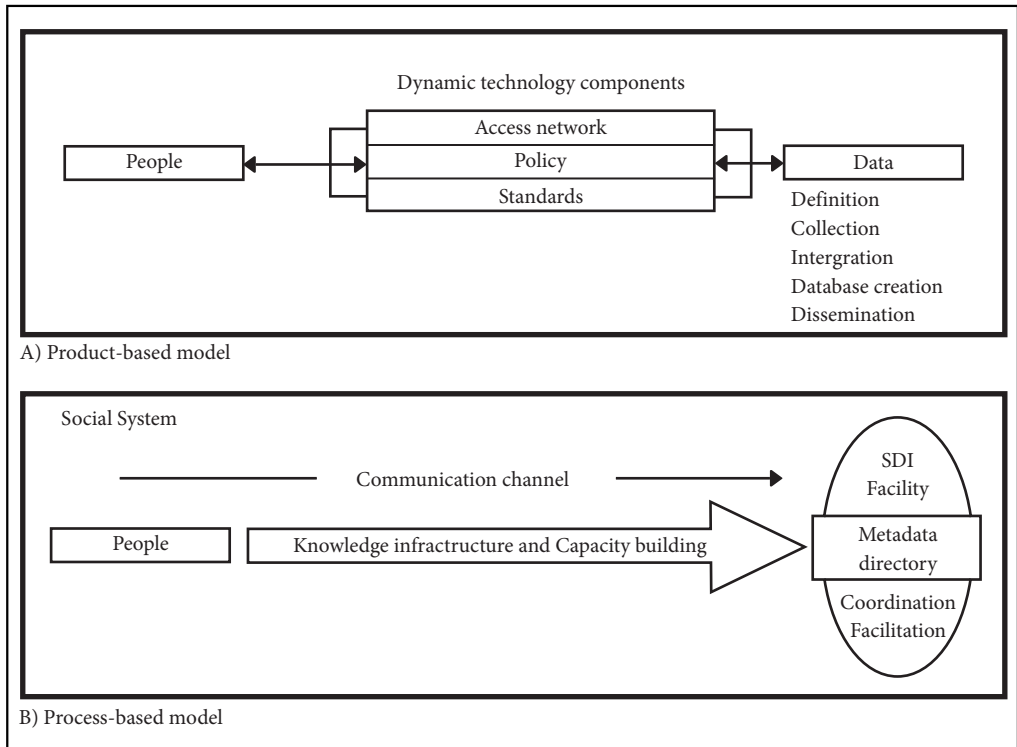 Dynamic technology components
Access network
People
Policy
Data
Standards
Definition
Collection
Intergration
Database creation
Dissemination
A) Product-based model
Social System
Communication channel
SDI
Facility
People
Knowledge infractructure and Capacity building
Metadata
directory
Coordination
Facilitation
B) Process-based model